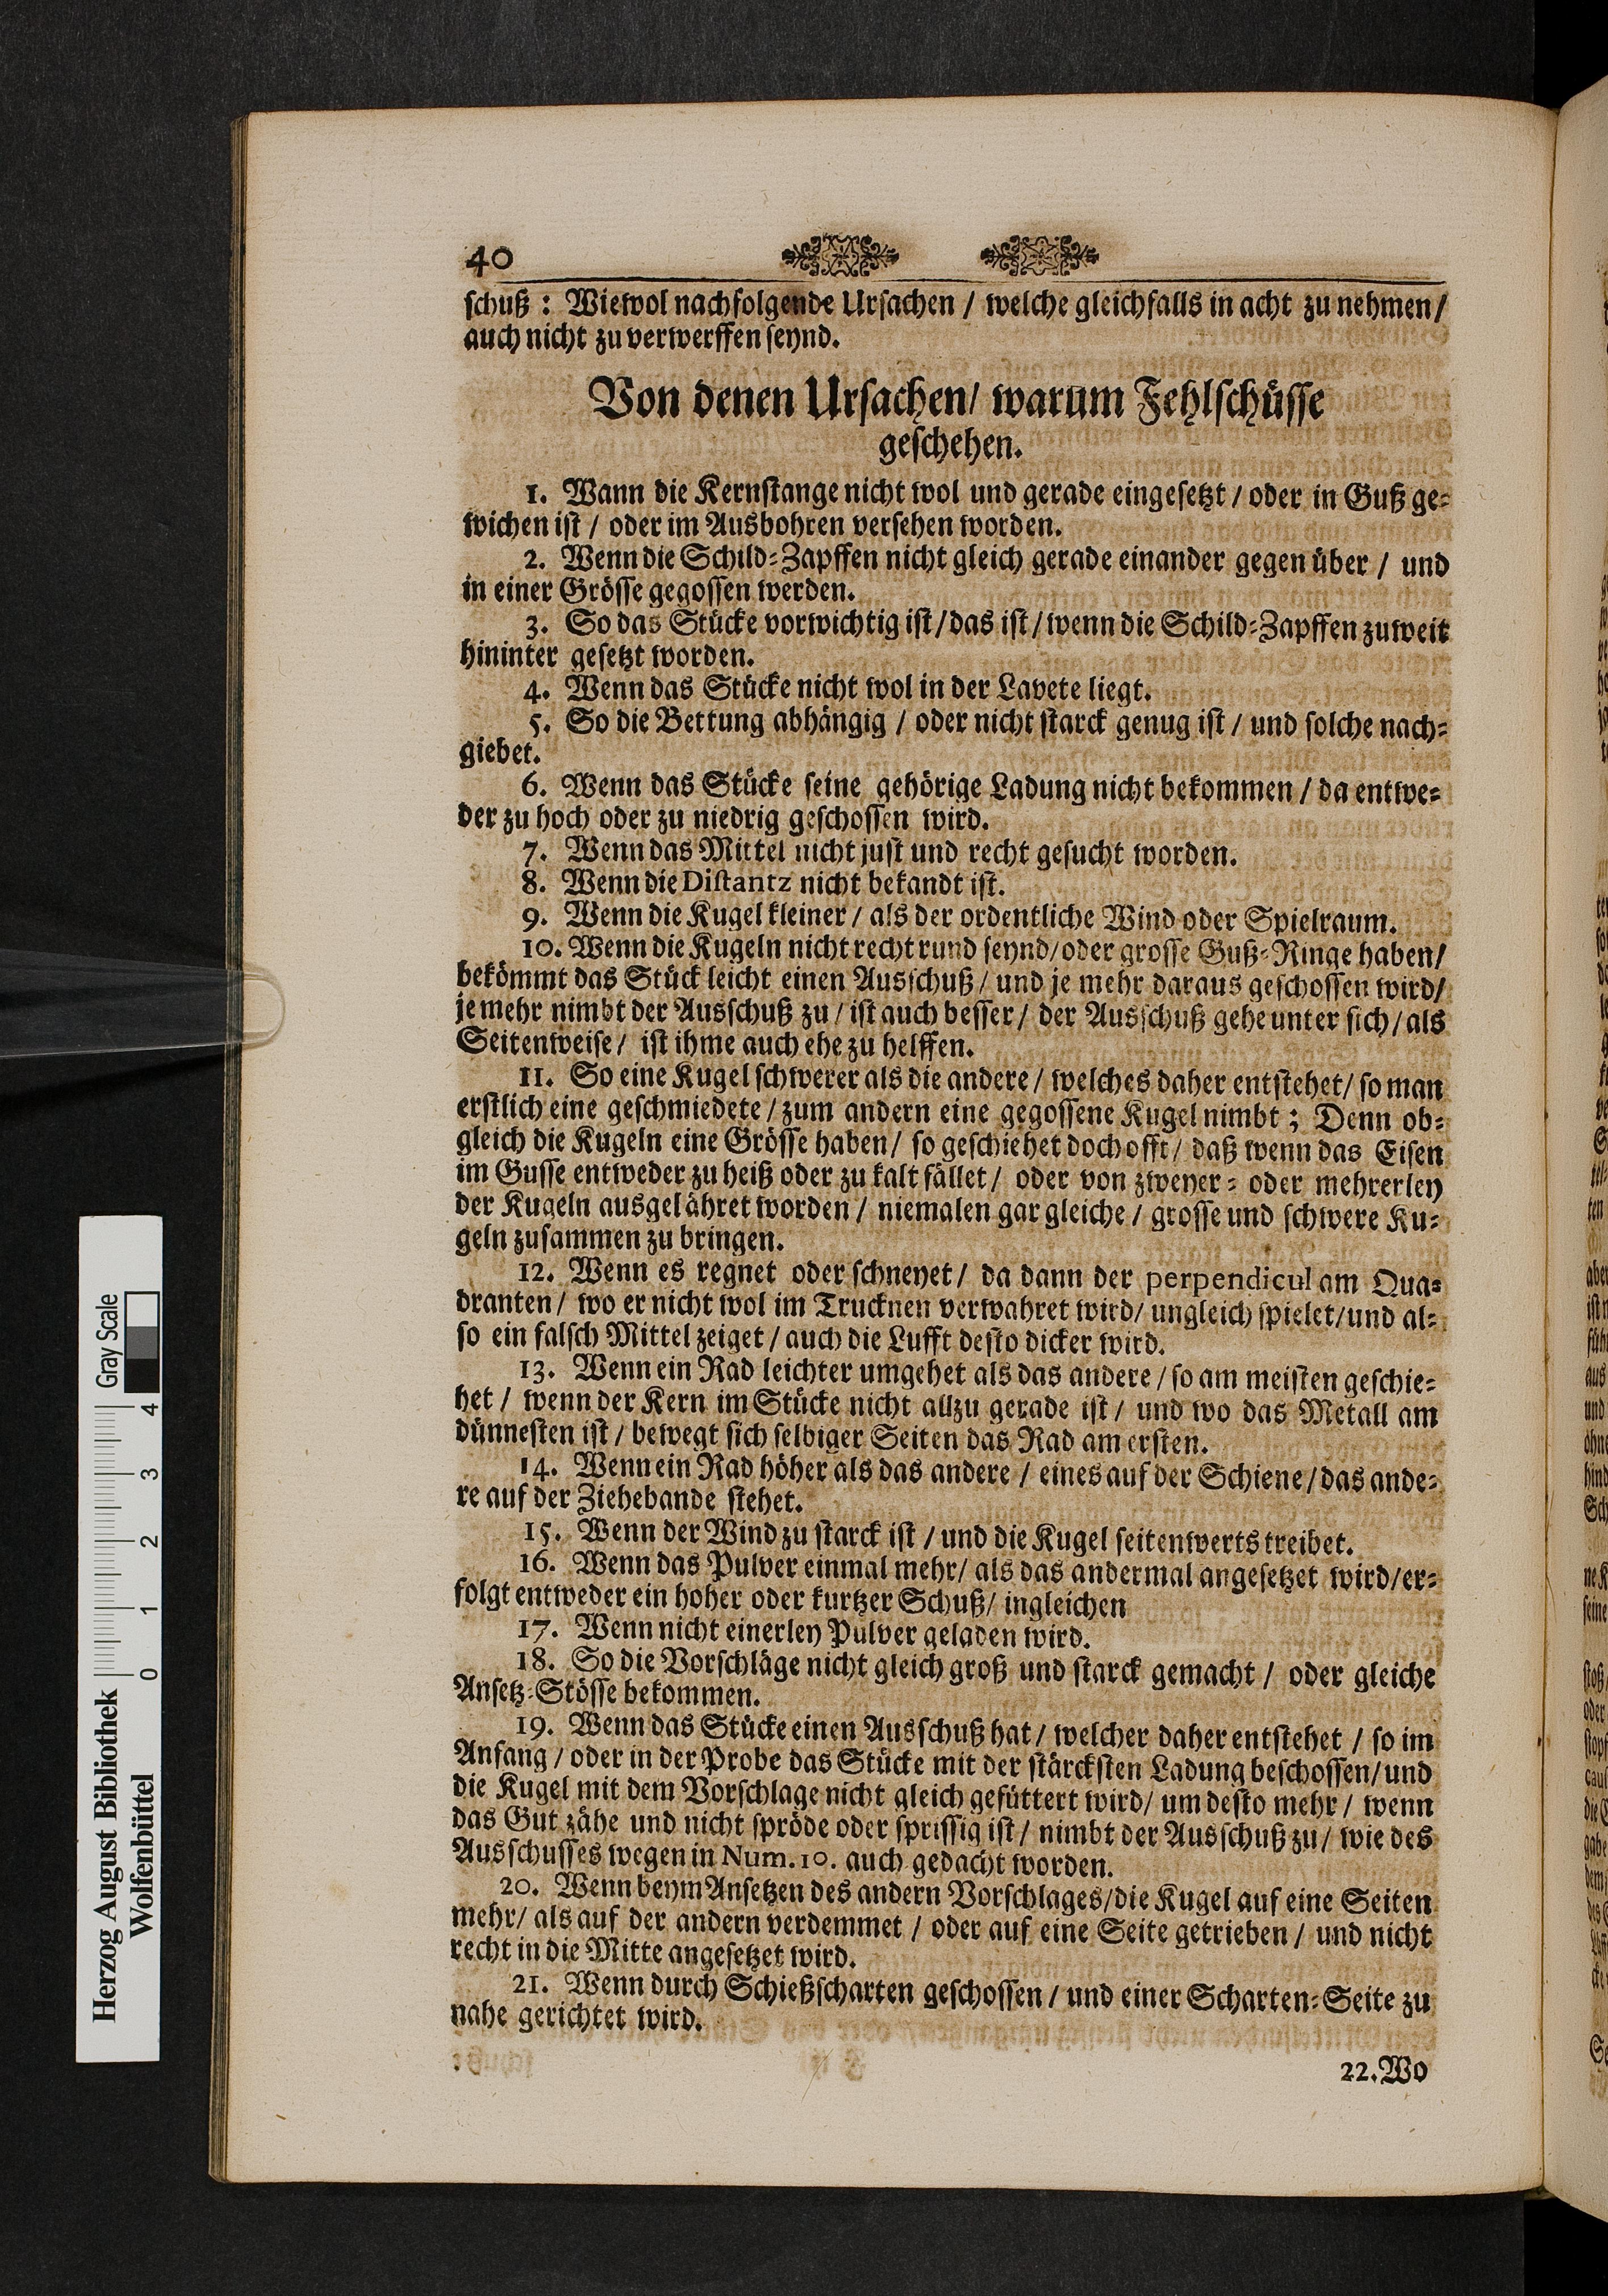 40
ſchuß: Wiewol nachfolgende Urſachen / welche gleichfalls in acht zu nehmen/
auch nicht zu verwerffen ſeynd.
Von denen Urſachen/ warum Fehlſchüſſe
geſchehen.
1. Wann die Kernſtange nicht wol und gerade eingeſetzt / oder in Guß ge-
wichen iſt / oder im Ausbohren verſehen worden.
2. Wenn die Schild-Zapffen nicht gleich gerade einander gegen über / und
in einer Gröſſe gegoſſen werden.
3. So das Stücke vorwichtig iſt/das iſt/wenn die Schild-Zapffen zuweit
hininter geſetzt worden.
4. Wenn das Stücke nicht wol in der Lavete liegt.
5. So die Bettung abhängig / oder nicht ſtarck genug iſt / und ſolche nach-
giebet.
6. Wenn das Stücke ſeine gehörige Ladung nicht bekommen / da entwe-
der zu hoch oder zu niedrig geſchoſſen wird.
7. Wenn das Mittel nicht juſt und recht geſucht worden.
8. Wenn die Diſtantz nicht bekandt iſt.
9. Wenn die Kugel kleiner / als der ordentliche Wind oder Spielraum.
10. Wenn die Kugeln nicht recht rund ſeynd/oder groſſe Guß-Ringe haben/
bekömmt das Stück leicht einen Ausſchuß / und je mehr daraus geſchoſſen wird/
je mehr nimbt der Ausſchuß zu / iſt auch beſſer / der Ausſchuß gehe unter ſich / als
Seitenweiſe / iſt ihme auch ehe zu helffen.
11. So eine Kugel ſchwerer als die andere / welches daher entſtehet/ ſo man
erſtlich eine geſchmiedete / zum andern eine gegoſſene Kugel nimbt ; Denn ob-
gleich die Kugeln eine Gröſſe haben/ ſo geſchiehet doch offt / daß wenn das Eiſen
im Guſſe entweder zu heiß oder zu kalt fället / oder von zweyer- oder mehrerley
der Kugeln ausgelähret worden / niemalen gar gleiche / groſſe und ſchwere Ku-
geln zuſammen zu bringen.
12. Wenn es regnet oder ſchneyet / da dann der perpendicul am Qua-
dranten / wo er nicht wol im Trucknen verwahret wird/ ungleich ſpielet/und al-
ſo ein falſch Mittel zeiget / auch die Lufft deſto dicker wird.
13. Wenn ein Rad leichter umgehet als das andere / ſo am meiſten geſchie-
het / wenn der Kern im Stücke nicht allzu gerade iſt / und wo das Metall am
dünneſten iſt / bewegt ſich ſelbiger Seiten das Rad am erſten.
14. Wenn ein Rad höher als das andere / eines auf der Schiene/das ande-
re auf der Ziehebande ſtehet.
15. Wenn der Wind zu ſtarck iſt / und die Kugel ſeitenwerts treibet.
16. Wenn das Pulver einmal mehr/ als das andermal angeſetzet wird/er-
folgt entweder ein hoher oder kurtzer Schuß/ ingleichen
17. Wenn nicht einerley Pulver geladen wird.
18. So die Vorſchläge nicht gleich groß und ſtarck gemacht / oder gleiche
Anſetz-Stöſſe bekommen.
19. Wenn das Stücke einen Ausſchuß hat / welcher daher entſtehet / ſo im
Anfang / oder in der Probe das Stücke mit der ſtärckſten Ladung beſchoſſen/und
die Kugel mit dem Vorſchlage nicht gleich gefüttert wird/ um deſto mehr / wenn
das Gut zähe und nicht ſpröde oder ſpriſſig iſt / nimbt der Ausſchuß zu / wie des
Ausſchuſſes wegen in Num. 10. auch gedacht worden.
20. Wenn beym Anſetzen des andern Vorſchlages/die Kugel auf eine Seiten
mehr/ als auf der andern verdemmet / oder auf eine Seite getrieben / und nicht
recht in die Mitte angeſetzet wird.
21. Wenn durch Schießſcharten geſchoſſen / und einer Scharten-Seite zu
nahe gerichtet wird.
22. Wo
Herzog August Bibliothek
Wolfenbüttel
0 1 2 3 4
Gray Scale